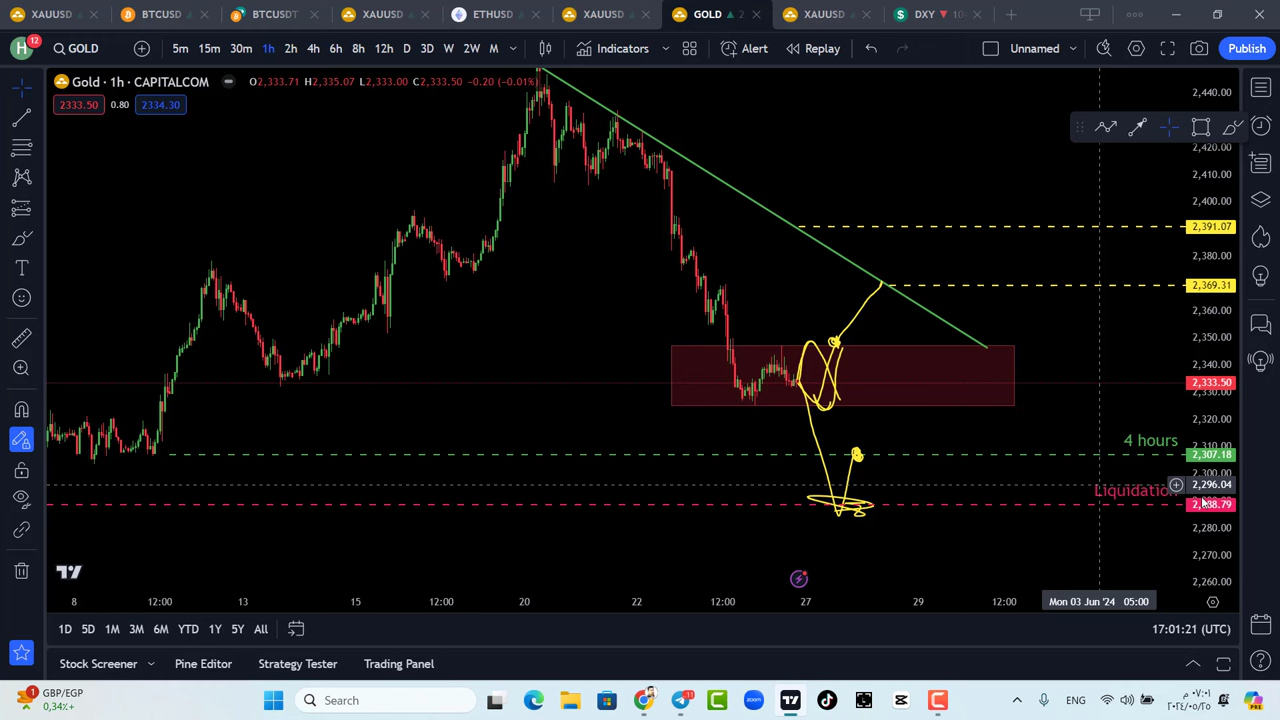 XAUUSD
BTCUSD
BTCUSDT
XAUUSD
ETHUSD
XAUUSD
GOLD ▲ 2
XAUUSD
DXY ▼ 10
H 12
GOLD
5m 15m 30m 1h 2h 4h 6h 8h 12h D 3D W 2W M
Indicators
Alert
Replay
Unnamed
Publish
Gold · 1h · CAPITALCOM
O2,333.71 H2,335.07 L2,333.00 C2,333.50 −0.20 (−0.01%)
2333.50 0.80 2334.30
2,440.00
2,420.00
2,410.00
2,400.00
2,391.07
2,380.00
2,369.31
2,360.00
2,350.00
2,340.00
2,333.50
2,330.00
2,320.00
4 hours
2,310.00
2,307.18
2,300.00
2,296.04
2,280.00
2,270.00
2,260.00
8 12:00 13 15 12:00 20 22 12:00 27 29 12:00 Mon 03 Jun '24 05:00
1D 5D 1M 3M 6M YTD 1Y 5Y All
17:01:21 (UTC)
Stock Screener Pine Editor Strategy Tester Trading Panel
1 GBP/EGP
0,34%
Search
zoom
11
ENG
PRE